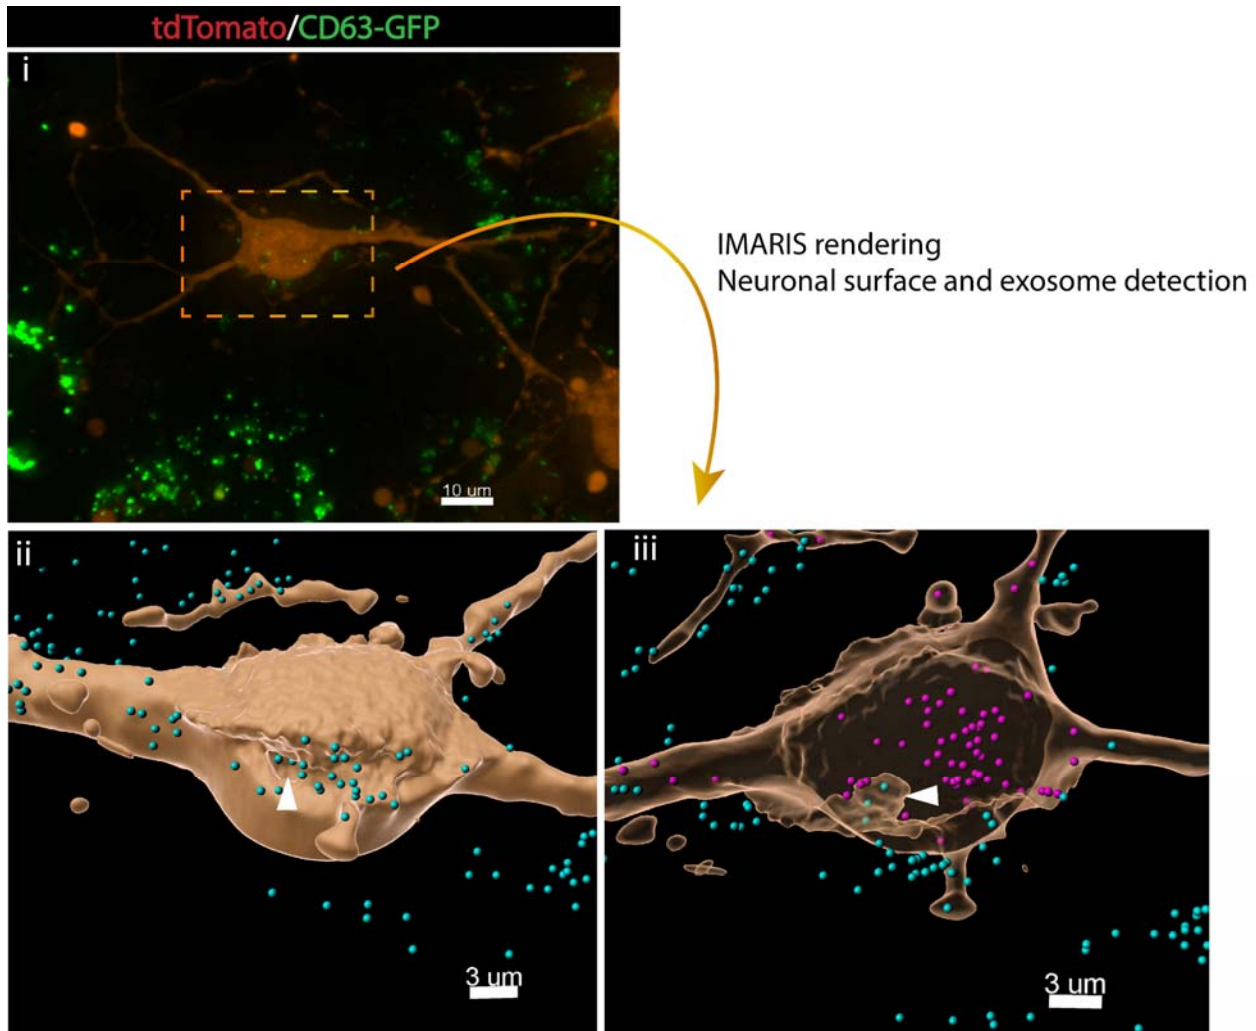 tdTomato/CD63-GFP
i
10 um
IMARIS rendering
Neuronal surface and exosome detection
ii
3 um
iii
3 um